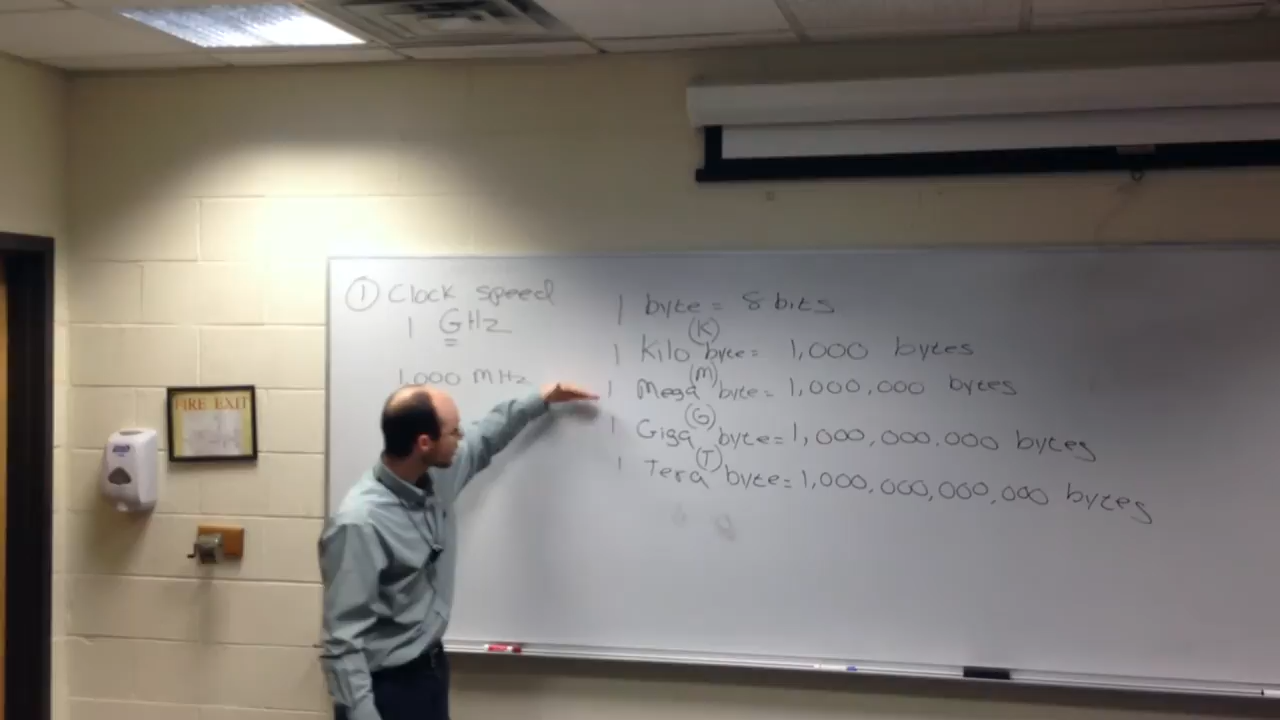 FIRE EXIT
① Clock speed
1 GHz
1,000 MHz
1 byte = 8 bits
(K)
1 Kilo byte = 1,000 bytes
(M)
1 Mega byte = 1,000,000 bytes
(G)
1 Giga byte = 1,000,000,000 bytes
(T)
1 Tera byte = 1,000,000,000,000 bytes